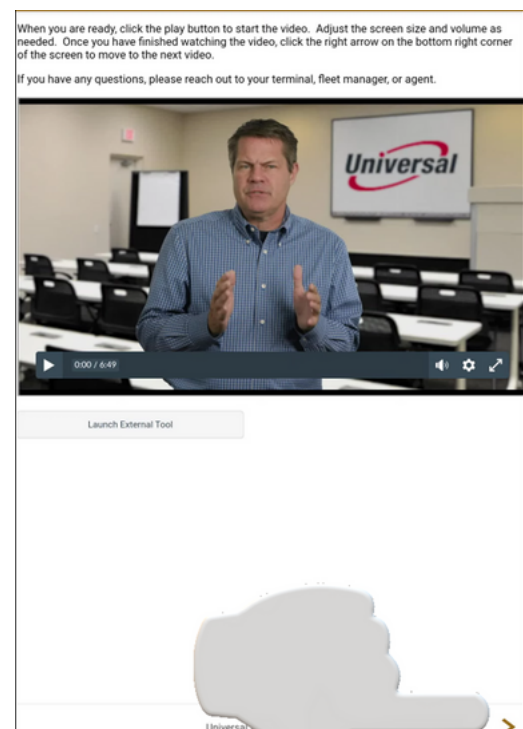 When you are ready, click the play button to start the video.  Adjust the screen size and volume as
needed.  Once you have finished watching the video, click the right arrow on the bottom right corner
of the screen to move to the next video.
If you have any questions, please reach out to your terminal, fleet manager, or agent.
Universal
0:00 / 6:49
Launch External Tool
Universal